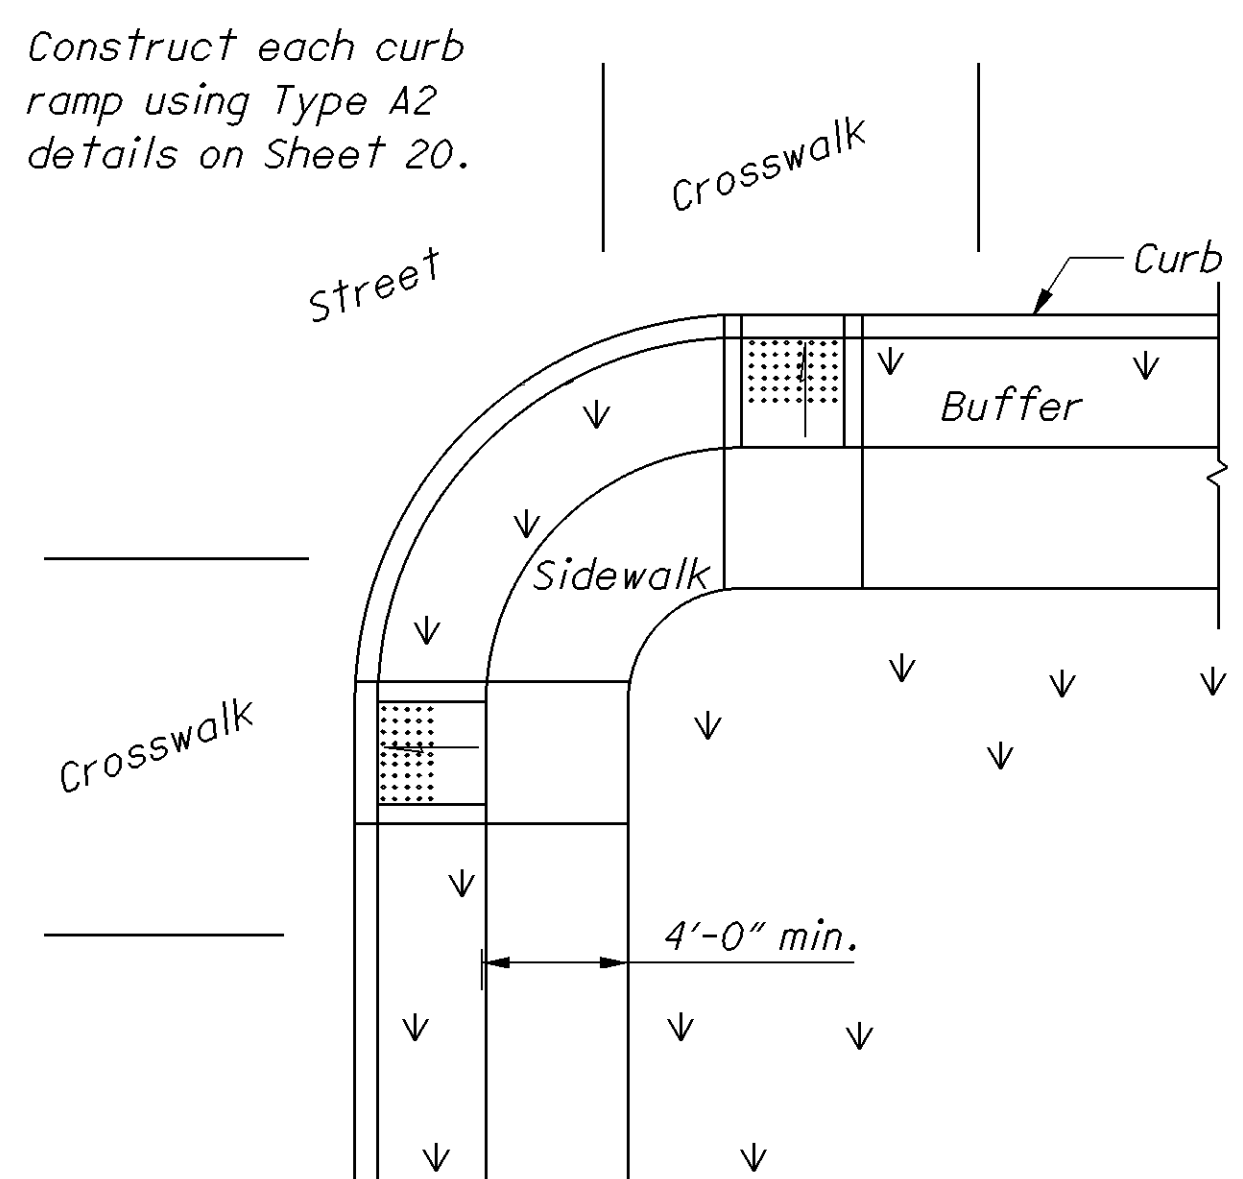 Construct each curb
ramp using Type A2
details on Sheet 20.
Crosswalk
Street
Curb
Buffer
Sidewalk
Crosswalk
4'-0" min.